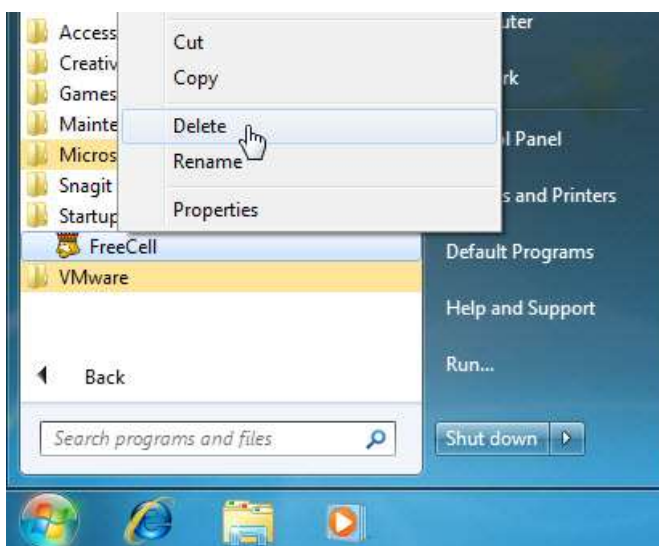 Access
Creativ
Games
Mainte
Micros
Snagit
Startup
FreeCell
VMware
Back
Search programs and files
Cut
Copy
Delete
Rename
Properties
uter
rk
l Panel
s and Printers
Default Programs
Help and Support
Run...
Shut down